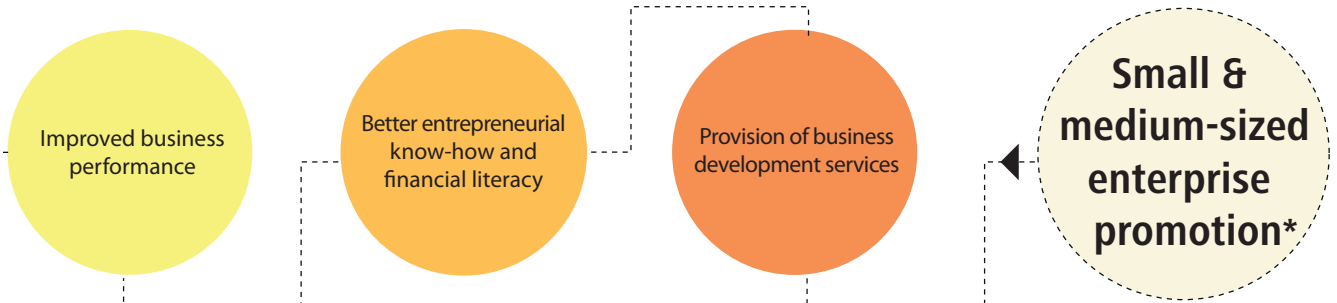 Improved business
performance
Better entrepreneurial
know-how and
financial literacy
Provision of business
development services
Small &
medium-sized
enterprise
promotion*